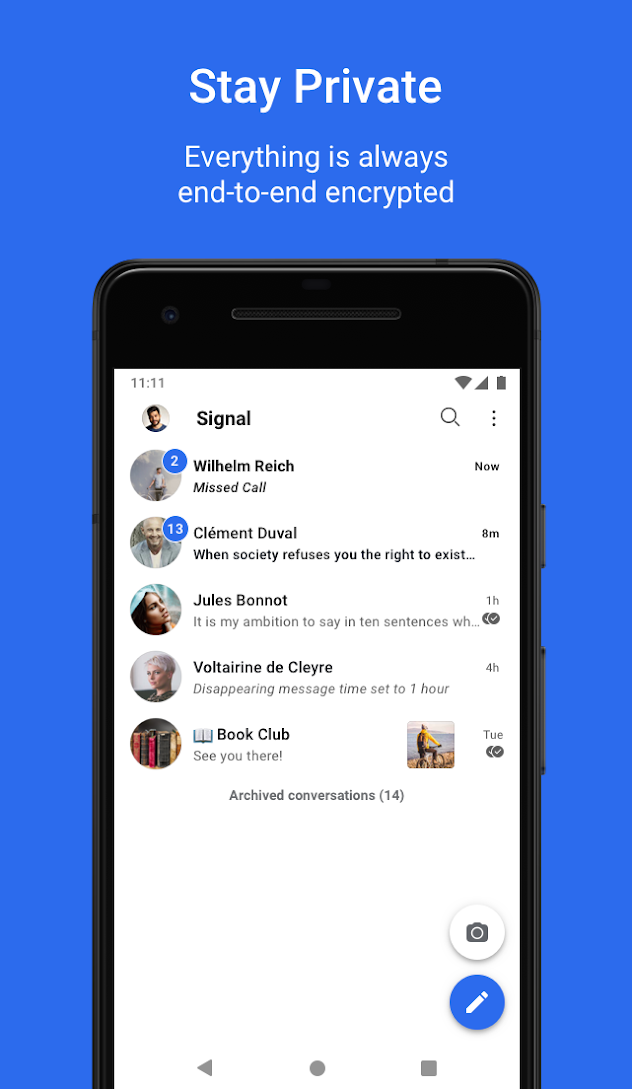 Stay Private
Everything is always
end-to-end encrypted
11:11
Signal
2
Wilhelm Reich
Now
Missed Call
13
Clément Duval
8m
When society refuses you the right to exist…
Jules Bonnot
1h
It is my ambition to say in ten sentences wh…
Voltairine de Cleyre
4h
Disappearing message time set to 1 hour
📖 Book Club
Tue
See you there!
Archived conversations (14)